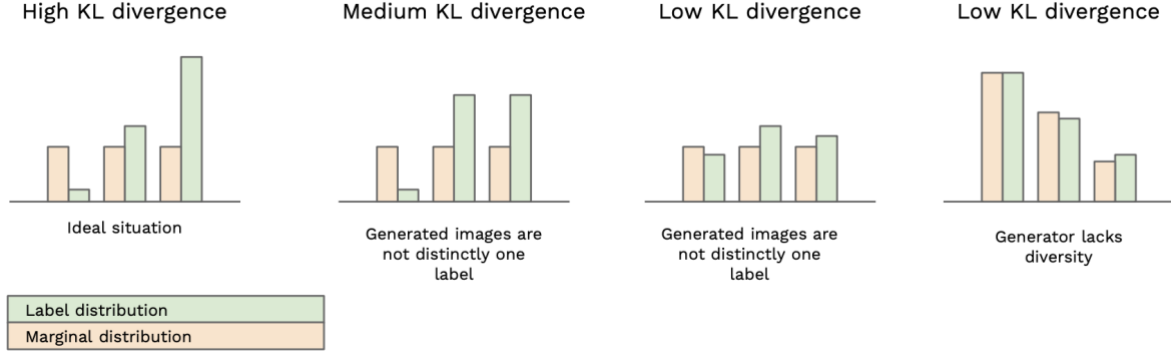 High KL divergence
Medium KL divergence
Low KL divergence
Low KL divergence
Ideal situation
Generated images are
not distinctly one
label
Generated images are
not distinctly one
label
Generator lacks
diversity
Label distribution
Marginal distribution